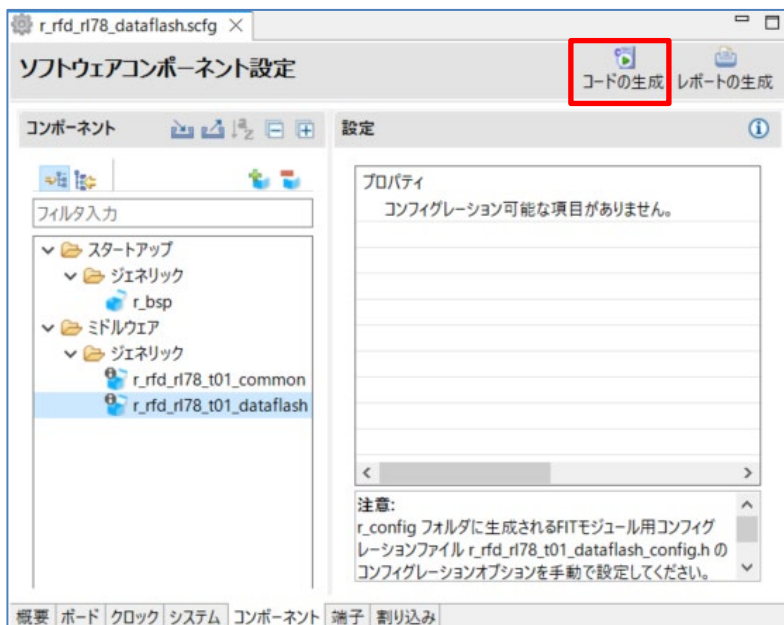 r_rfd_rl78_dataflash.scfg
ソフトウェアコンポーネント設定
コードの生成 レポートの生成
コンポーネント
設定
フィルタ入力
スタートアップ
ジェネリック
r_bsp
ミドルウェア
ジェネリック
r_rfd_rl78_t01_common
r_rfd_rl78_t01_dataflash
プロパティ
コンフィグレーション可能な項目がありません。
注意:
r_config フォルダに生成されるFITモジュール用コンフィグ
レーションファイル r_rfd_rl78_t01_dataflash_config.h の
コンフィグレーションオプションを手動で設定してください。
概要 ボード クロック システム コンポーネント 端子 割り込み